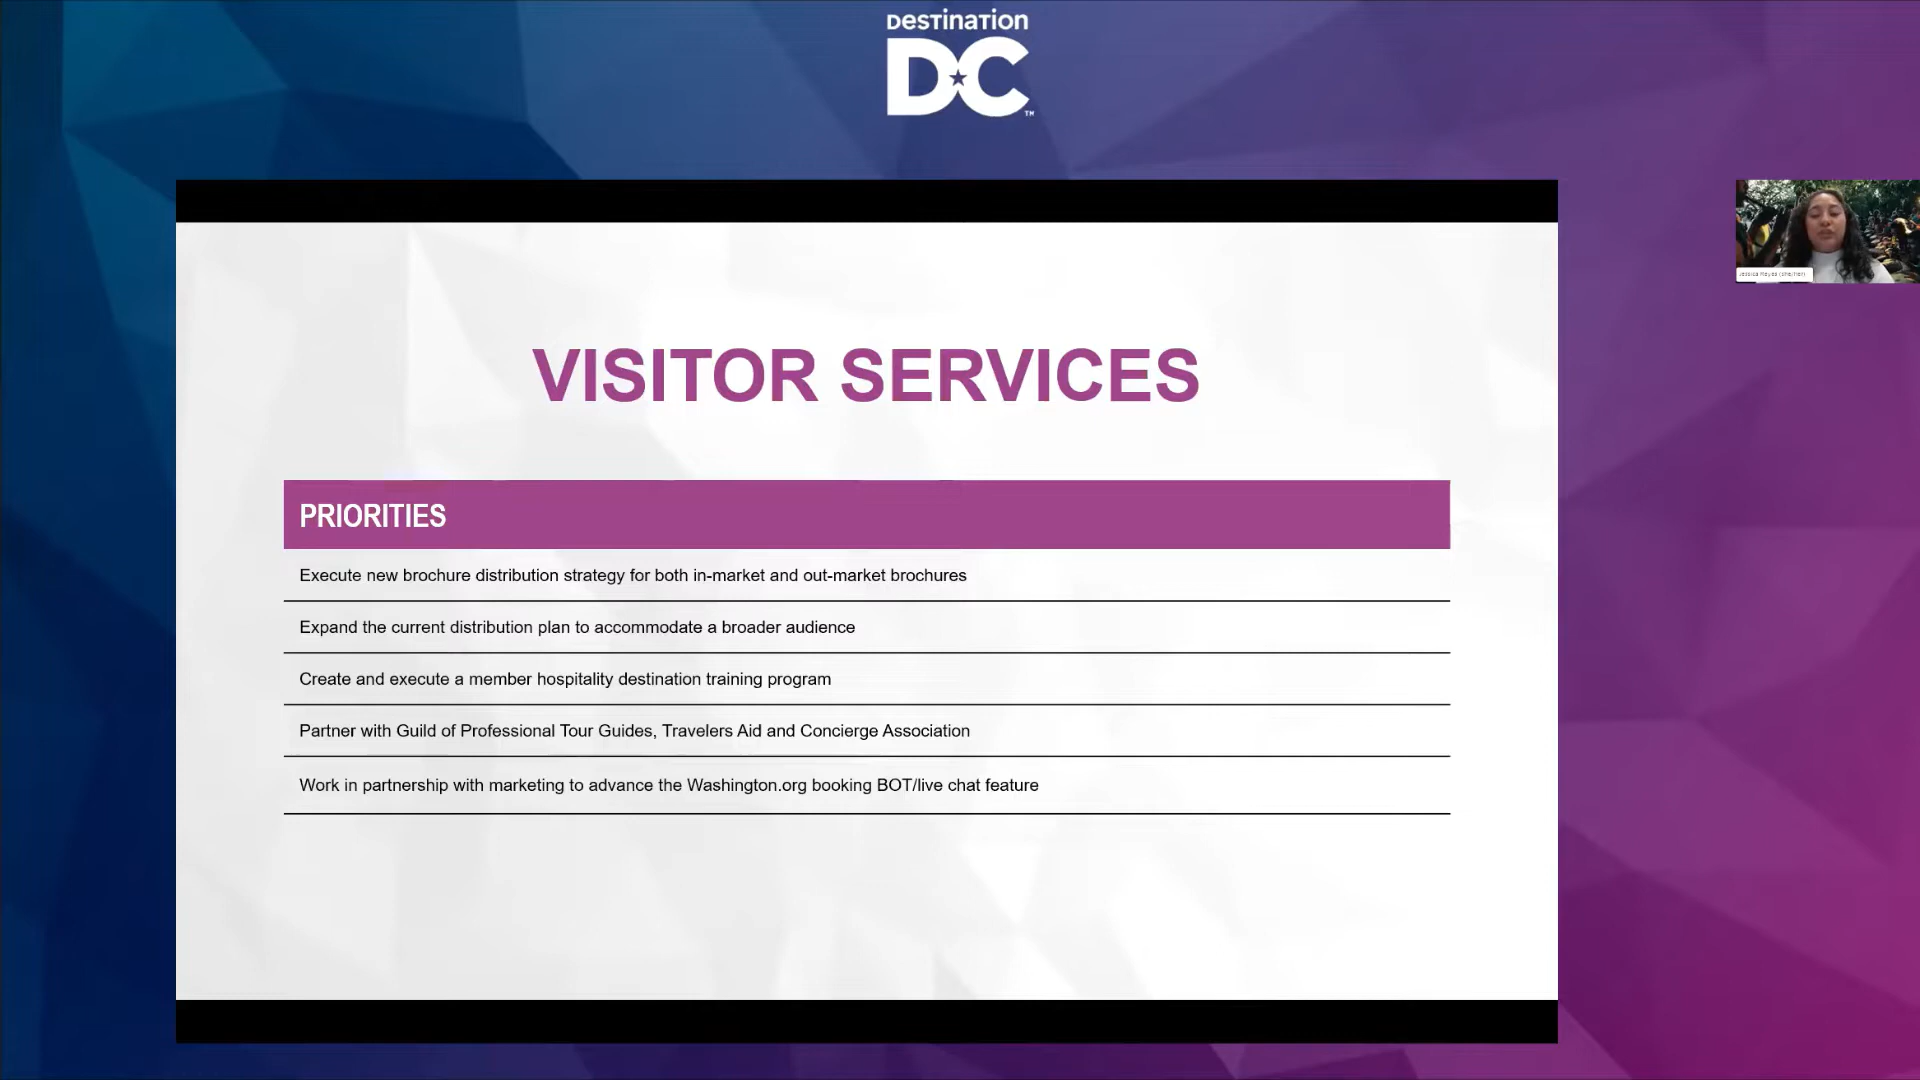 Destination
DC
TM
VISITOR SERVICES
PRIORITIES
Execute new brochure distribution strategy for both in-market and out-market brochures
Expand the current distribution plan to accommodate a broader audience
Create and execute a member hospitality destination training program
Partner with Guild of Professional Tour Guides, Travelers Aid and Concierge Association
Work in partnership with marketing to advance the Washington.org booking BOT/live chat feature